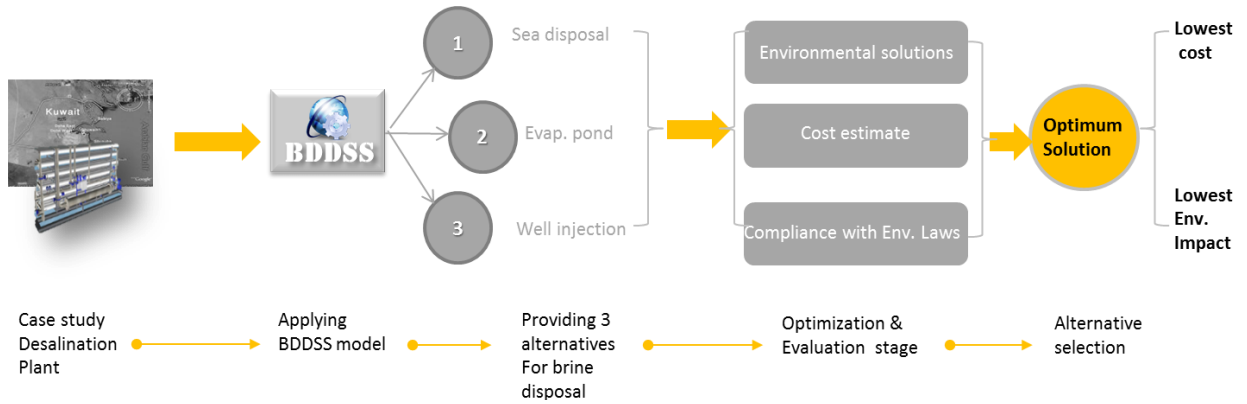 Kuwait
Google
BDDSS
1
Sea disposal
2
Evap. pond
3
Well injection
Environmental solutions
Cost estimate
Compliance with Env. Laws
Optimum
Solution
Lowest
cost
Lowest
Env.
Impact
Case study
Desalination
Plant
Applying
BDDSS model
Providing 3
alternatives
For brine
disposal
Optimization &
Evaluation stage
Alternative
selection